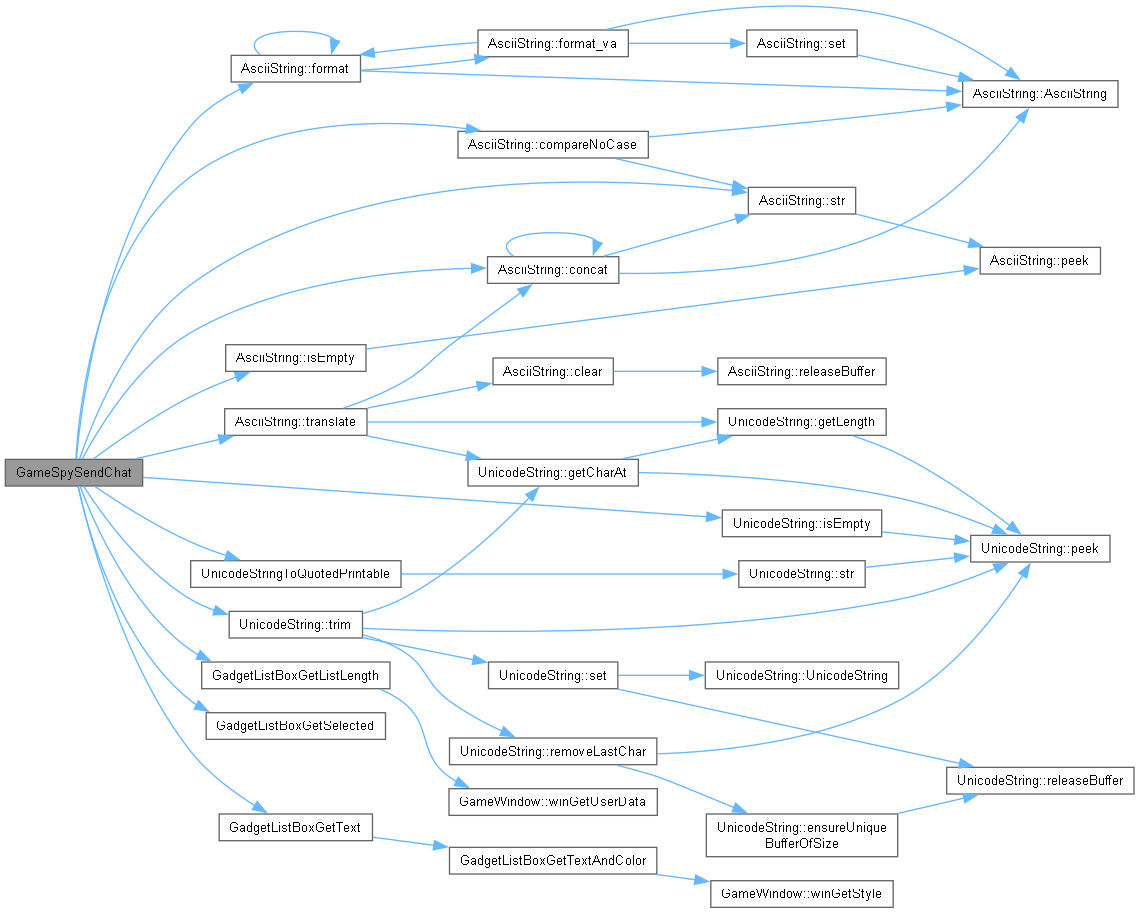 AsciiString::format_va
AsciiString::set
AsciiString::format
AsciiString::AsciiString
AsciiString::compareNoCase
AsciiString::str
AsciiString::peek
AsciiString::concat
AsciiString::isEmpty
AsciiString::clear
AsciiString::releaseBuffer
AsciiString::translate
UnicodeString::getLength
GameSpySendChat
UnicodeString::getCharAt
UnicodeString::isEmpty
UnicodeString::peek
UnicodeStringToQuotedPrintable
UnicodeString::str
UnicodeString::trim
GadgetListBoxGetListLength
UnicodeString::set
UnicodeString::UnicodeString
GadgetListBoxGetSelected
UnicodeString::removeLastChar
UnicodeString::releaseBuffer
GameWindow::winGetUserData
GadgetListBoxGetText
UnicodeString::ensureUnique
BufferOfSize
GadgetListBoxGetTextAndColor
GameWindow::winGetStyle